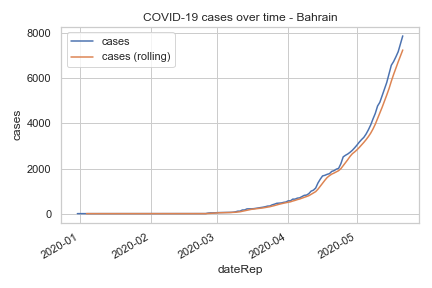 COVID-19 cases over time - Bahrain
cases
cases (rolling)
8000
6000
4000
2000
0
cases
2020-01
2020-02
2020-03
2020-04
2020-05
dateRep